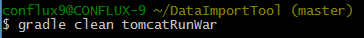 conflux9@CONFLUX-9 ~/DataImportTool (master)
$ gradle clean tomcatRunWar